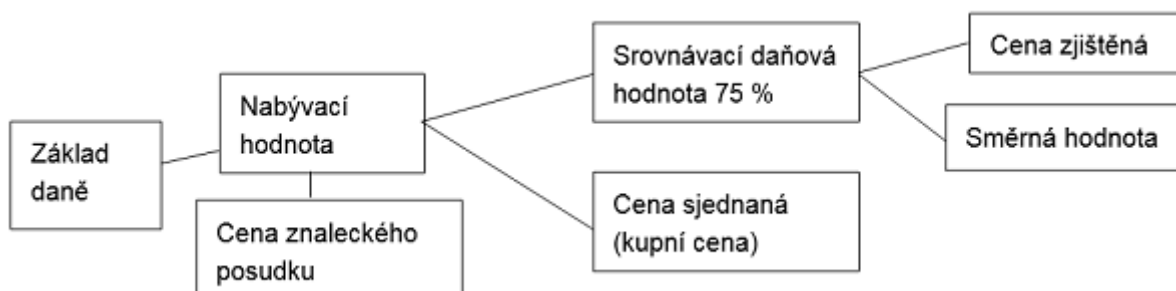 Základ
daně
Nabývací
hodnota
Cena znaleckého
posudku
Srovnávací daňová
hodnota 75 %
Cena sjednaná
(kupní cena)
Cena zjištěná
Směrná hodnota